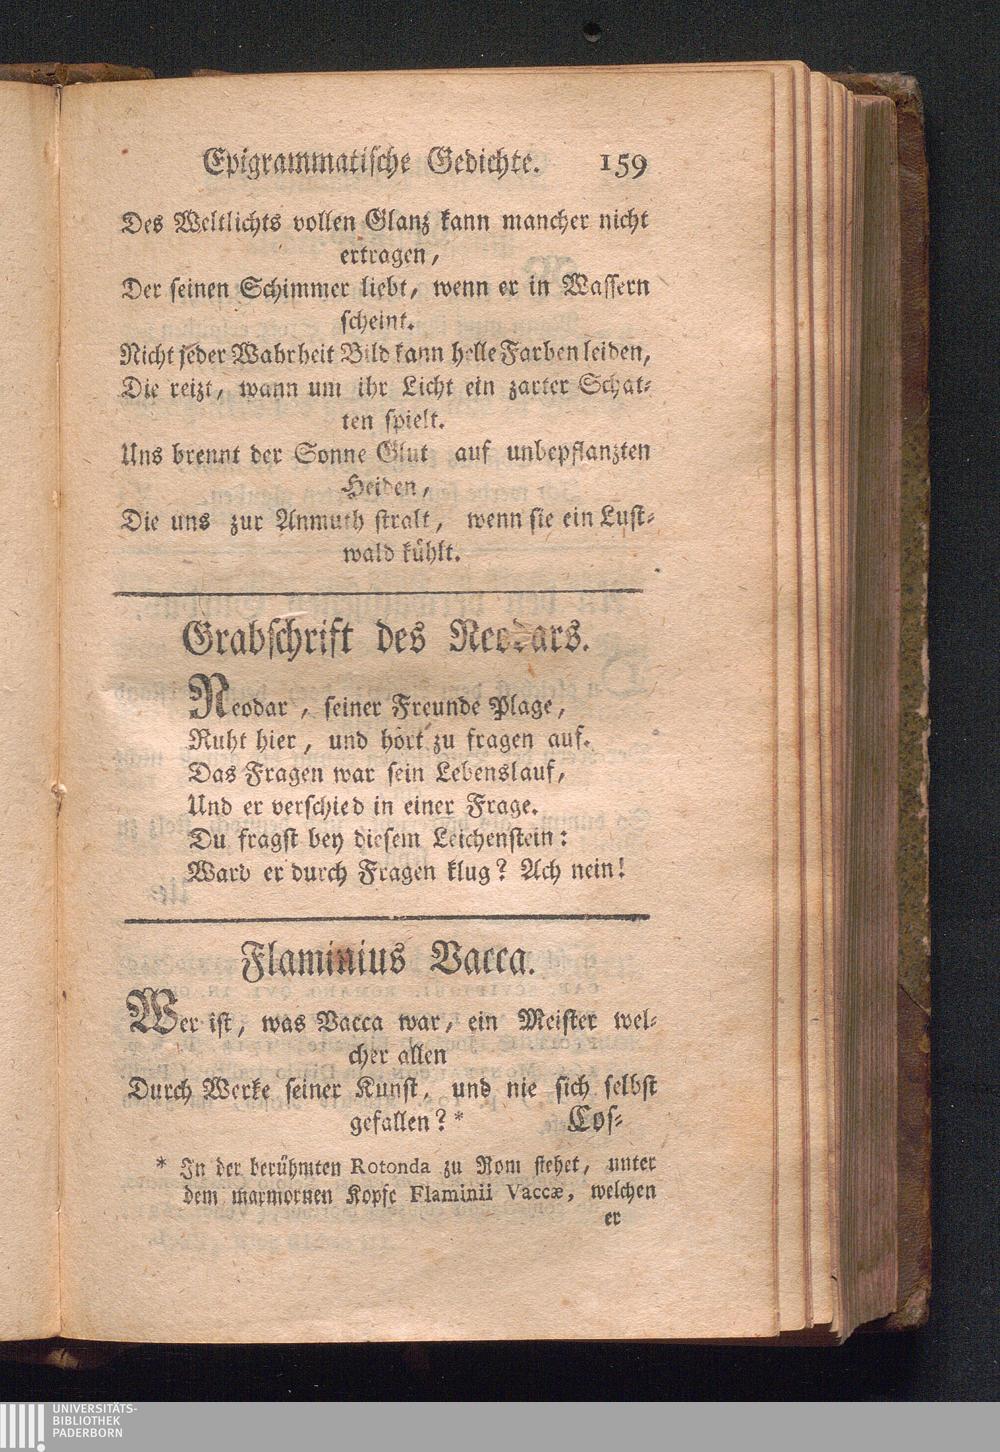 Epigrammatische Gedichte. 159
Des Weltlichts vollen Glanz kann mancher nicht
ertragen,
Der seinen Schimmer liebt, wenn er in Wassern
scheint.
Nicht jeder Wahrheit Bild kann helle Farben leiden,
Die reizt, wann um ihr Licht ein zarter Schat-
ten spielt.
Uns brennt der Sonne Glut auf unbepflanzten
Heiden,
Die uns zur Anmuth stralt, wenn sie ein Lust-
wald kühlt.
Grabschrift des Neodars.
Neodar, seiner Freunde Plage,
Ruht hier, und hört zu fragen auf.
Das Fragen war sein Lebenslauf,
Und er verschied in einer Frage.
Du fragst bey diesem Leichenstein:
Ward er durch Fragen klug? Ach nein!
Flaminius Vacca.
Wer ist, was Vacca war, ein Meister wel-
cher allen
Durch Werke seiner Kunst, und nie sich selbst
gefallen? * Cos-
* In der berühmten Rotonda zu Rom stehet, unter
dem marmornen Kopfe Flaminii Vaccæ, welchen
er
UNIVERSITÄTS-
BIBLIOTHEK
PADERBORN